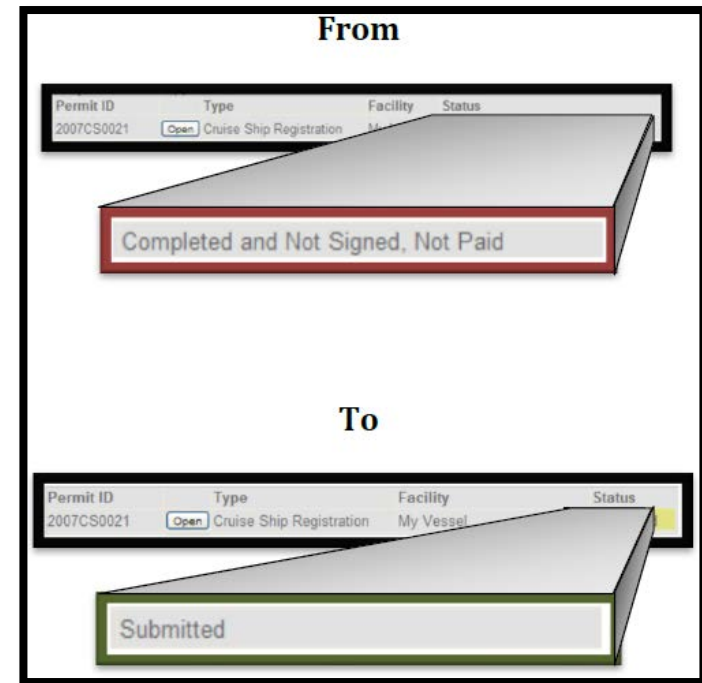 From
Permit ID Type Facility Status
2007CS0021 Open Cruise Ship Registration
Completed and Not Signed, Not Paid
To
Permit ID Type Facility Status
2007CS0021 Open Cruise Ship Registration My Vessel
Submitted